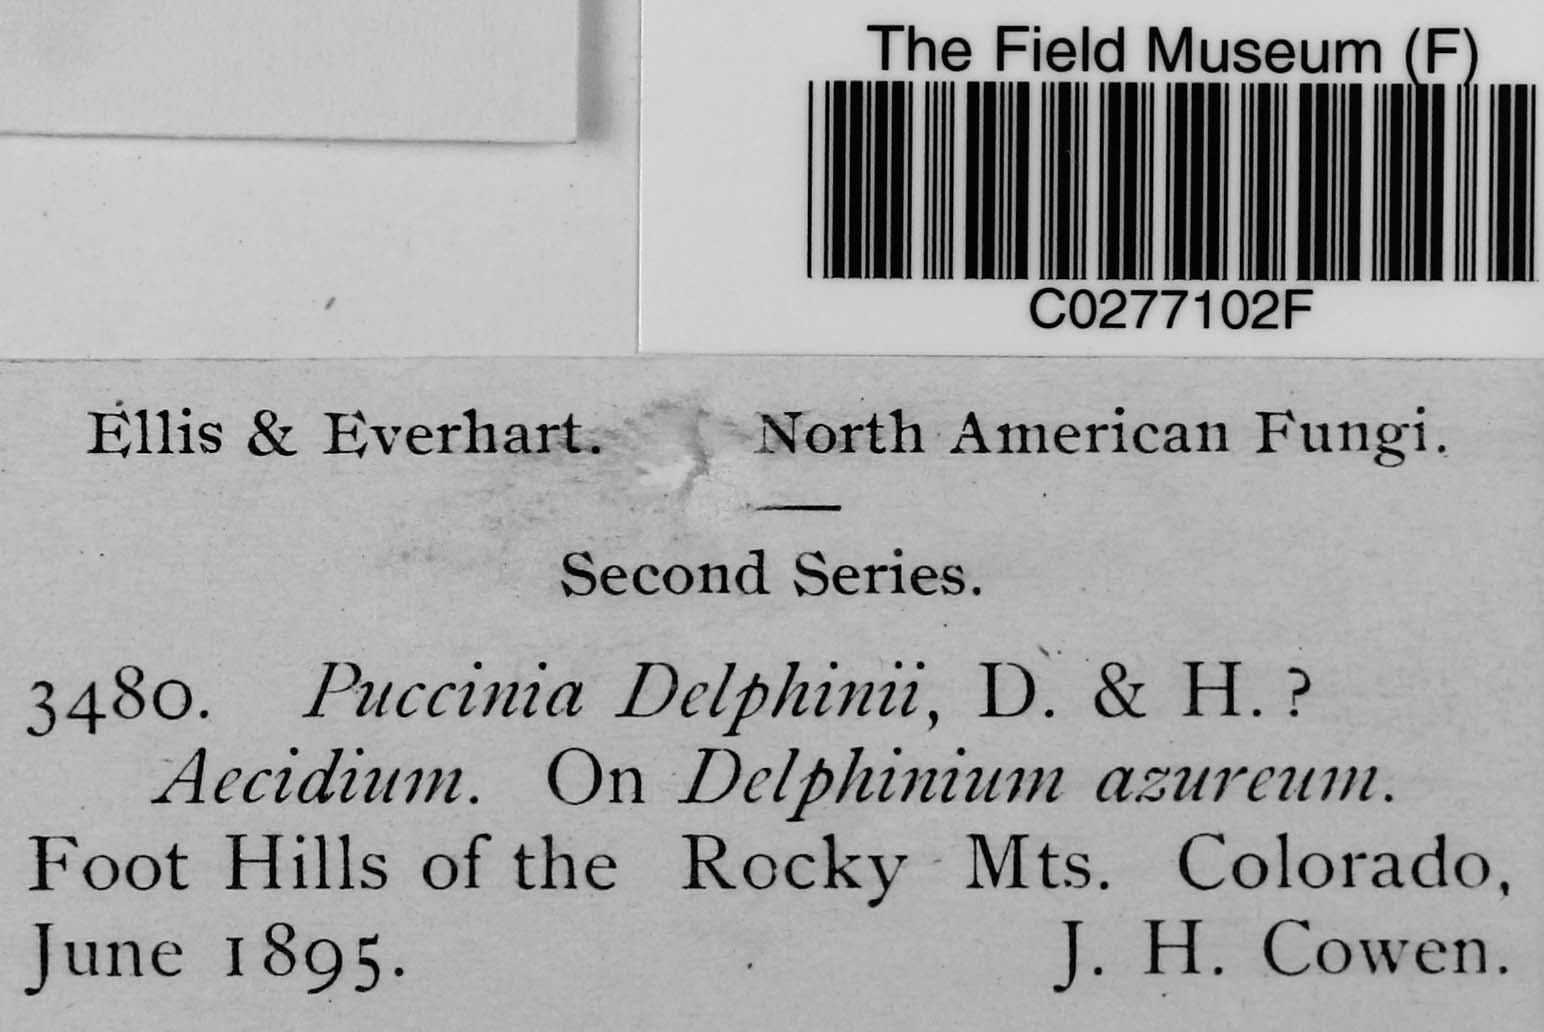 The Field Museum (F)
C0277102F
Ellis & Everhart. North American Fungi.
Second Series.
3480. Puccinia Delphinii, D. & H. ?
Aecidium. On Delphinium azureum.
Foot Hills of the Rocky Mts. Colorado,
June 1895. J. H. Cowen.